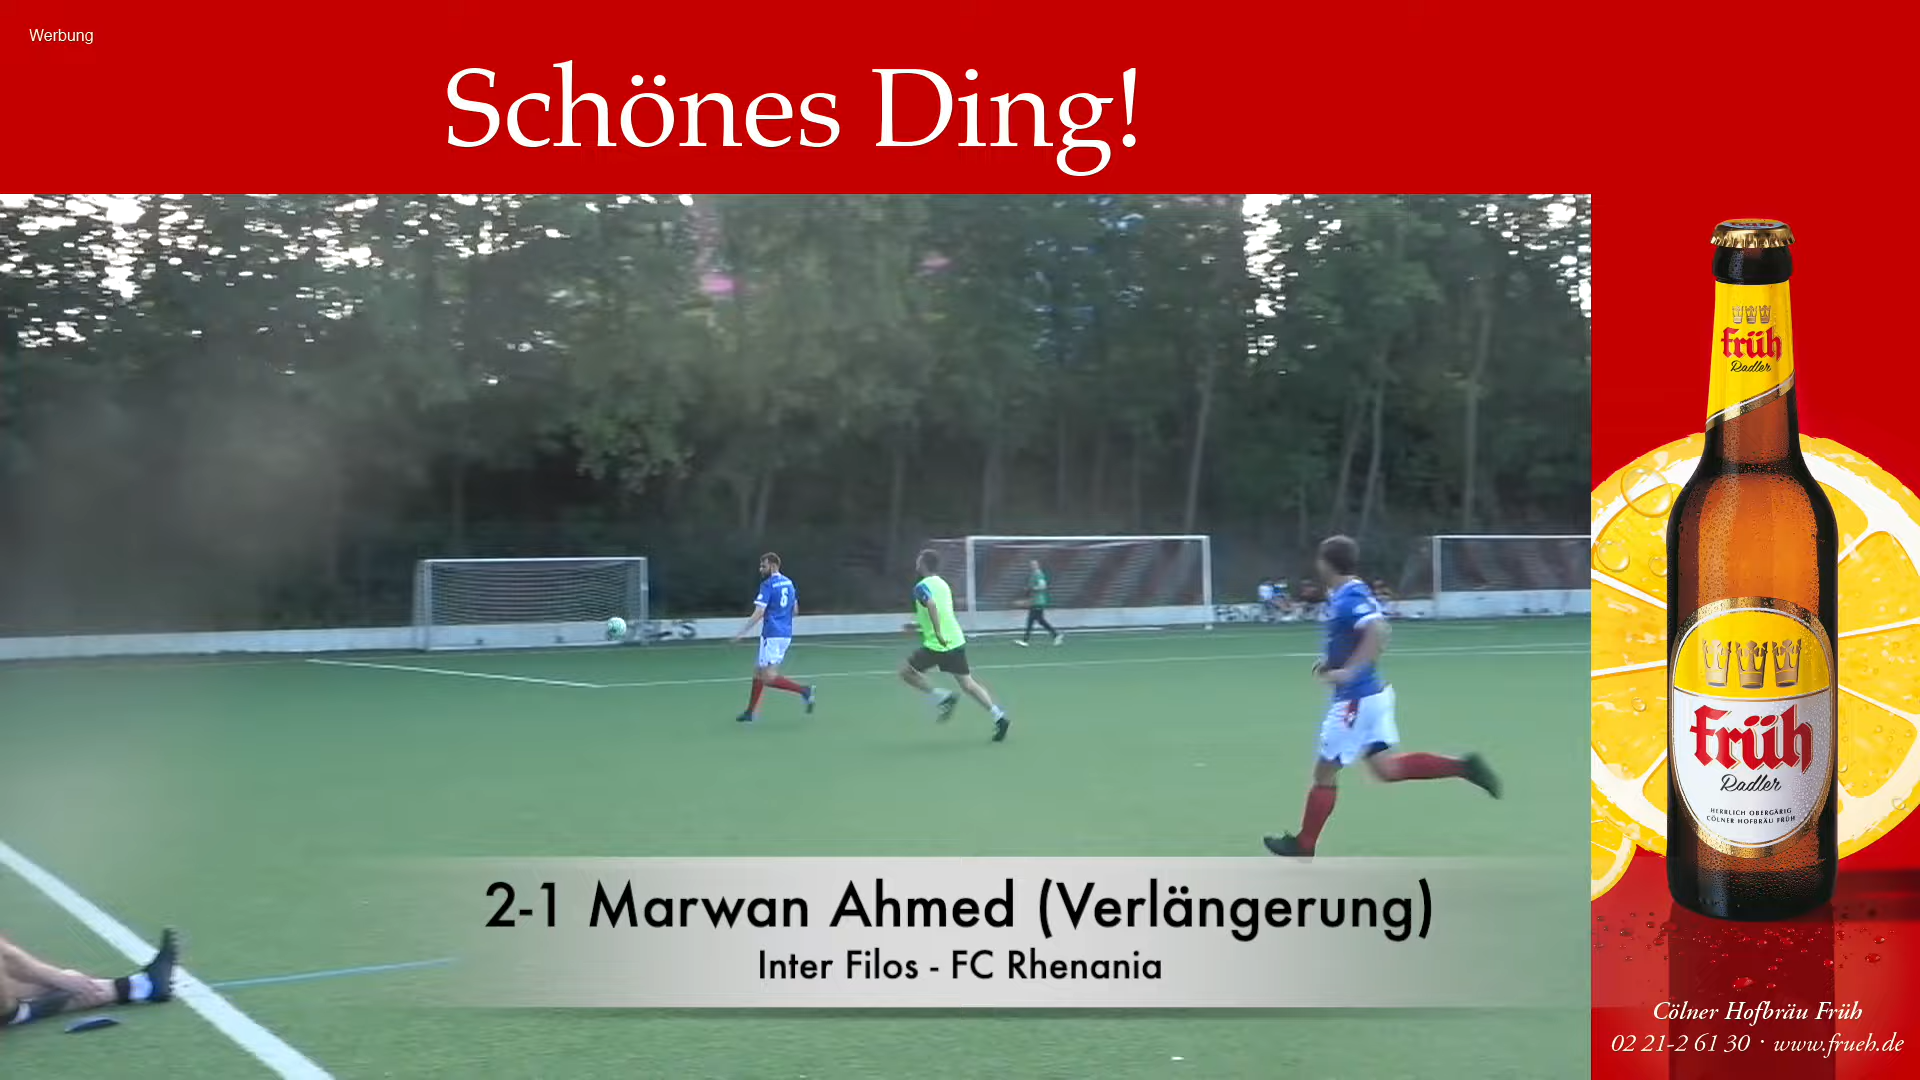 Werbung
Schönes Ding!
früh
Radler
6
früh
Radler
HERRLICH OBERGÄRIG
CÖLNER HOFBRÄU FRÜH
2-1 Marwan Ahmed (Verlängerung)
Inter Filos - FC Rhenania
Cölner Hofbräu Früh
02 21-2 61 30 · www.frueh.de